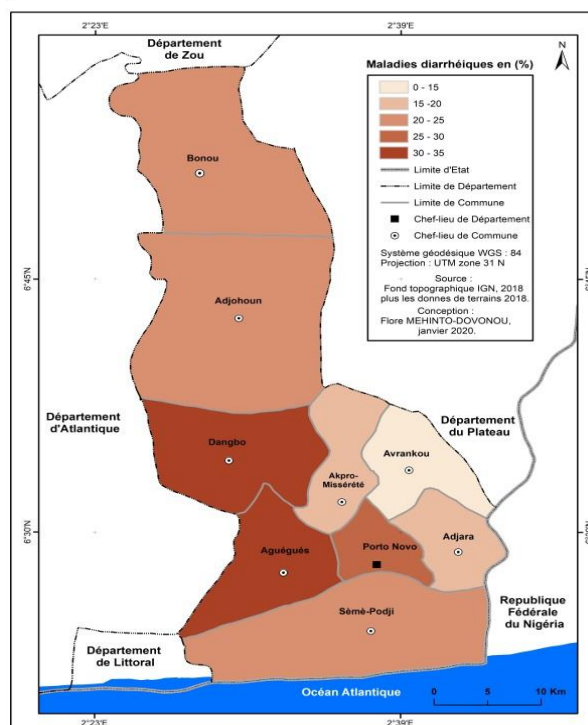 2°23'E
2°39'E
Département
de Zou
N
Maladies diarrhéiques en (%)
0 - 15
15 -20
20 - 25
25 - 30
30 - 35
Limite d'Etat
Limite de Département
Limite de Commune
Chef-lieu de Département
Chef-lieu de Commune
Système géodésique WGS : 84
Projection : UTM zone 31 N
Source :
Fond topographique IGN, 2018
plus les donnes de terrains 2018.
Conception :
Flore MEHINTO-DOVONOU,
janvier 2020.
Bonou
6°45'N
6°45'N
Adjohoun
Département
d'Atlantique
Département
du Plateau
Dangbo
Avrankou
Akpro-
Missérété
6°30'N
6°30'N
Aguégués
Porto Novo
Adjara
Republique
Fédérale
du Nigéria
Sèmè-Podji
Département
de Littoral
Océan Atlantique
0 5 10 Km
2°23'E
2°39'E